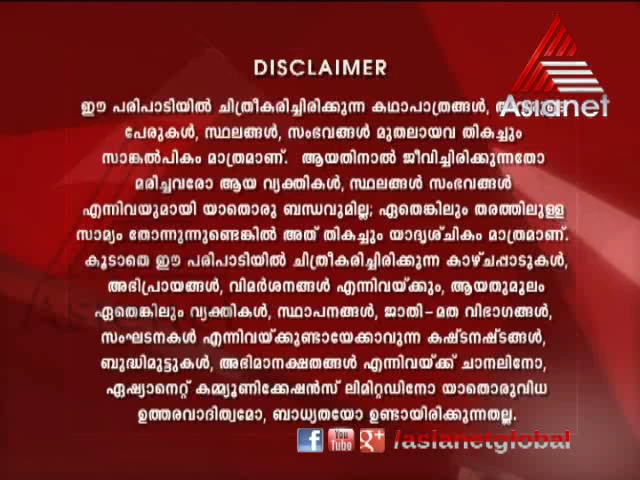 DISCLAIMER
Asianet
ഈ പരിപാടിയിൽ ചിത്രീകരിച്ചിരിക്കുന്ന കഥാപാത്രങ്ങൾ,
പേരുകൾ, സ്ഥലങ്ങൾ, സംഭവങ്ങൾ മുതലായവ തികച്ചും
സാങ്കൽപികം മാത്രമാണ്. ആയതിനാൽ ജീവിച്ചിരിക്കുന്നതോ
മരിച്ചവരോ ആയ വ്യക്തികൾ, സ്ഥലങ്ങൾ സംഭവങ്ങൾ
എന്നിവയുമായി യാതൊരു ബന്ധവുമില്ല; ഏതെങ്കിലും തരത്തിലുള്ള
സാമ്യം തോന്നുന്നുണ്ടെങ്കിൽ അത് തികച്ചും യാദൃശ്ചികം മാത്രമാണ്.
കൂടാതെ ഈ പരിപാടിയിൽ ചിത്രീകരിച്ചിരിക്കുന്ന കാഴ്ചപ്പാടുകൾ,
അഭിപ്രായങ്ങൾ, വിമർശനങ്ങൾ എന്നിവയ്ക്കും, ആയതുമൂലം
ഏതെങ്കിലും വ്യക്തികൾ, സ്ഥാപനങ്ങൾ, ജാതി-മത വിഭാഗങ്ങൾ,
സംഘടനകൾ എന്നിവയ്ക്കുണ്ടായേക്കാവുന്ന കഷ്ടനഷ്ടങ്ങൾ,
ബുദ്ധിമുട്ടുകൾ, അഭിമാനക്ഷതങ്ങൾ എന്നിവയ്ക്ക് ചാനലിനോ,
ഏഷ്യാനെറ്റ് കമ്മ്യൂണിക്കേഷൻസ് ലിമിറ്റഡിനോ യാതൊരുവിധ
ഉത്തരവാദിത്വമോ, ബാധ്യതയോ ഉണ്ടായിരിക്കുന്നതല്ല.
f You Tube g+ /asianetglobal